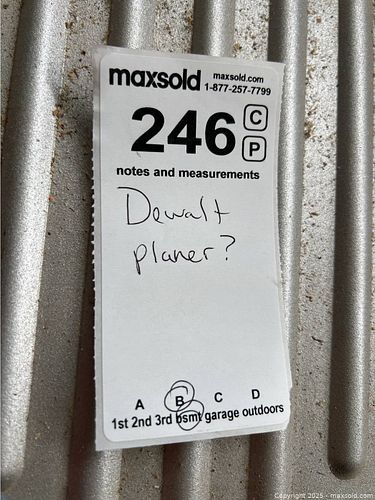 maxsold maxsold.com
1-877-257-7799
246 C
P
notes and measurements
Dewalt
planer?
A B C D
1st 2nd 3rd bsmt garage outdoors
Copyright 2025 - maxsold.com